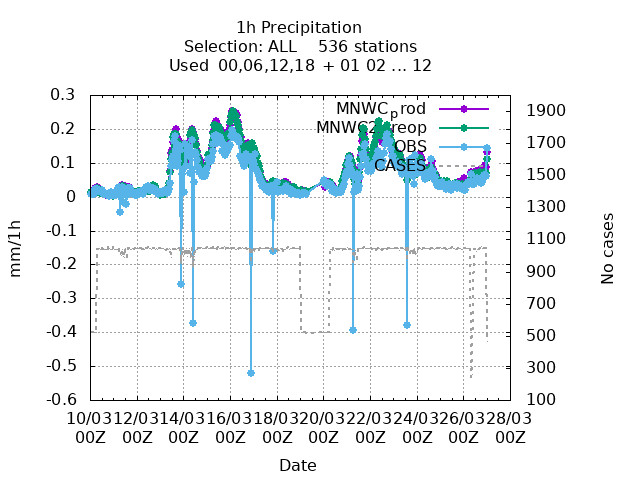 1h Precipitation
Selection: ALL 536 stations
Used 00,06,12,18 + 01 02 ... 12
0.3
0.2
0.1
0
-0.1
-0.2
-0.3
-0.4
-0.5
-0.6
mm/1h
1900
1700
1500
1300
1100
900
700
500
300
100
No cases
MNWCprod
OBS
CASES
10/03 12/03 14/03 16/03 18/03 20/03 22/03 24/03 26/03 28/03
00Z 00Z 00Z 00Z 00Z 00Z 00Z 00Z 00Z 00Z
Date